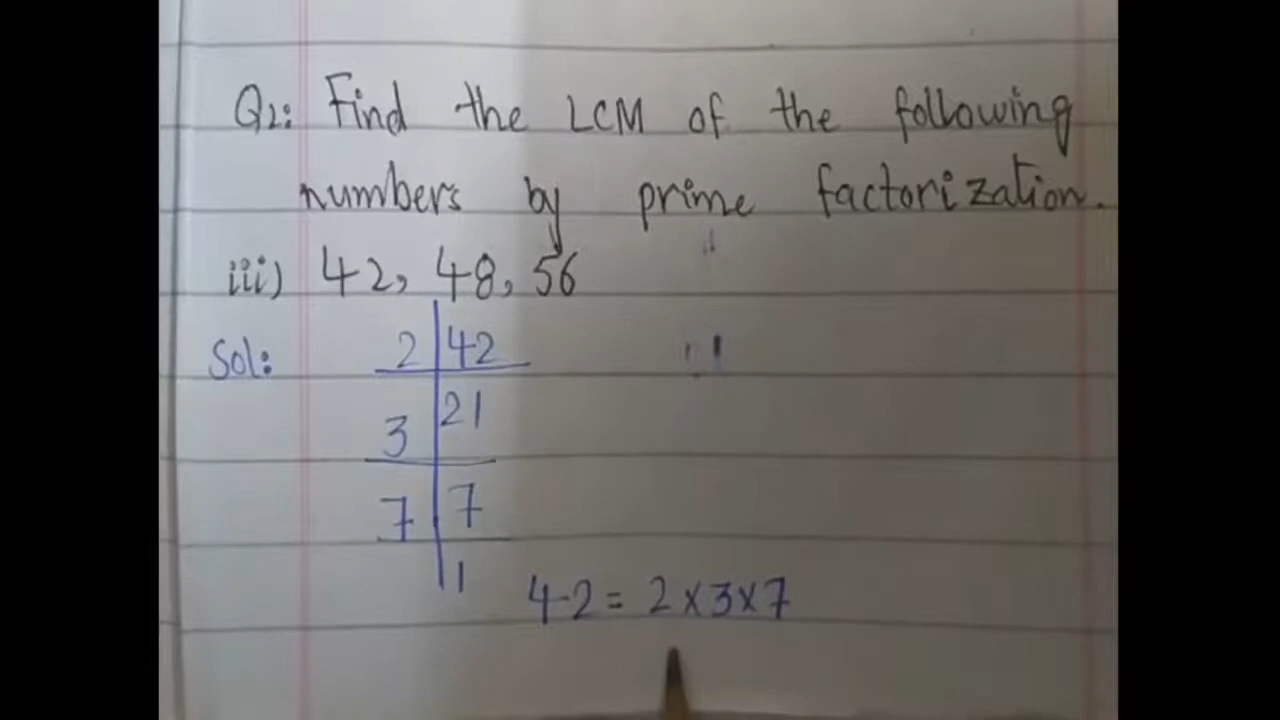 Q2: Find the LCM of the following
numbers by prime factorization.
iii) 42, 48, 56
Sol: 2 | 42
3 | 21
7 | 7
1
42 = 2×3×7